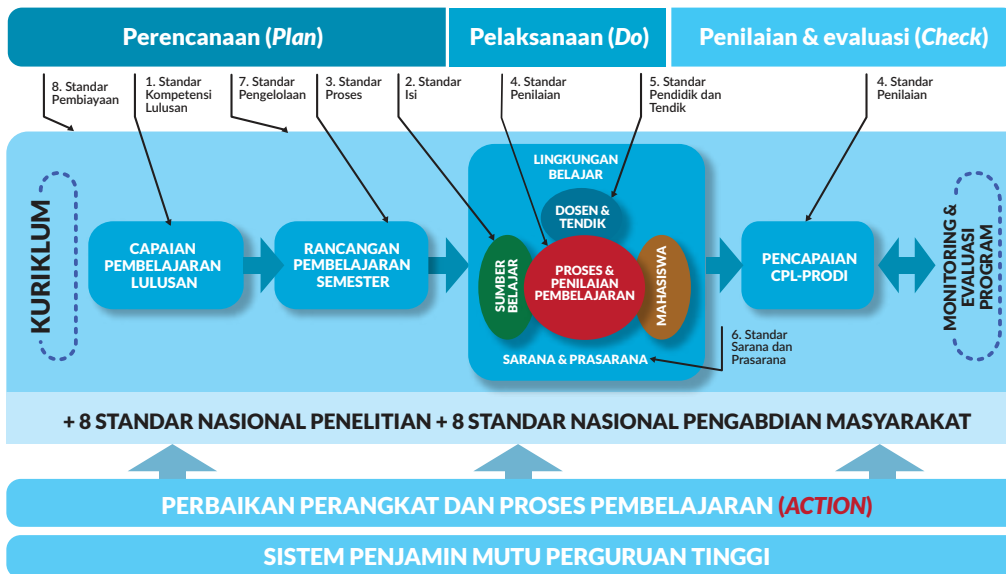 Perencanaan (Plan)
Pelaksanaan (Do)
Penilaian & evaluasi (Check)
8. Standar
Pembiayaan
1. Standar
Kompetensi
Lulusan
7. Standar
Pengelolaan
3. Standar
Proses
2. Standar
Isi
4. Standar
Penilaian
5. Standar
Pendidik dan
Tendik
4. Standar
Penilaian
KURIKLUM
CAPAIAN
PEMBELAJARAN
LULUSAN
RANCANGAN
PEMBELAJARAN
SEMESTER
LINGKUNGAN
BELAJAR
DOSEN &
TENDIK
SUMBER
BELAJAR
PROSES &
PENILAIAN
PEMBELAJARAN
MAHASISWA
SARANA & PRASARANA
PENCAPAIAN
CPL-PRODI
6. Standar
Sarana dan
Prasarana
MONITORING &
EVALUASI
PROGRAM
+ 8 STANDAR NASIONAL PENELITIAN + 8 STANDAR NASIONAL PENGABDIAN MASYARAKAT
PERBAIKAN PERANGKAT DAN PROSES PEMBELAJARAN (ACTION)
SISTEM PENJAMIN MUTU PERGURUAN TINGGI